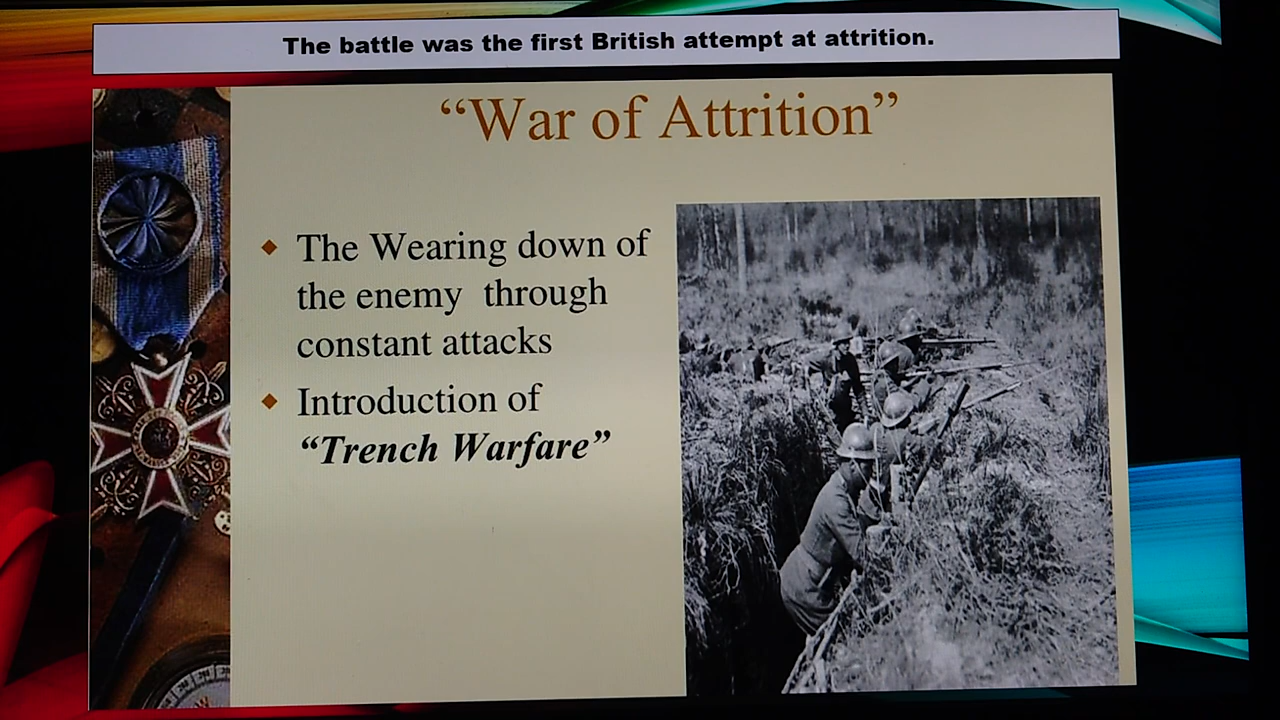 The battle was the first British attempt at attrition.
“War of Attrition”
The Wearing down of
the enemy through
constant attacks
Introduction of
“Trench Warfare”